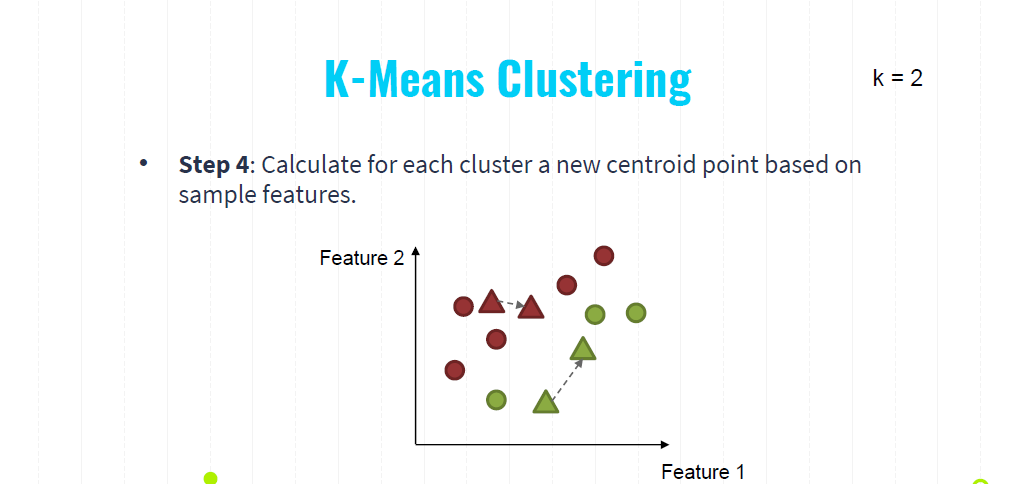 K-Means Clustering
k = 2
• Step 4: Calculate for each cluster a new centroid point based on
sample features.
Feature 2
Feature 1